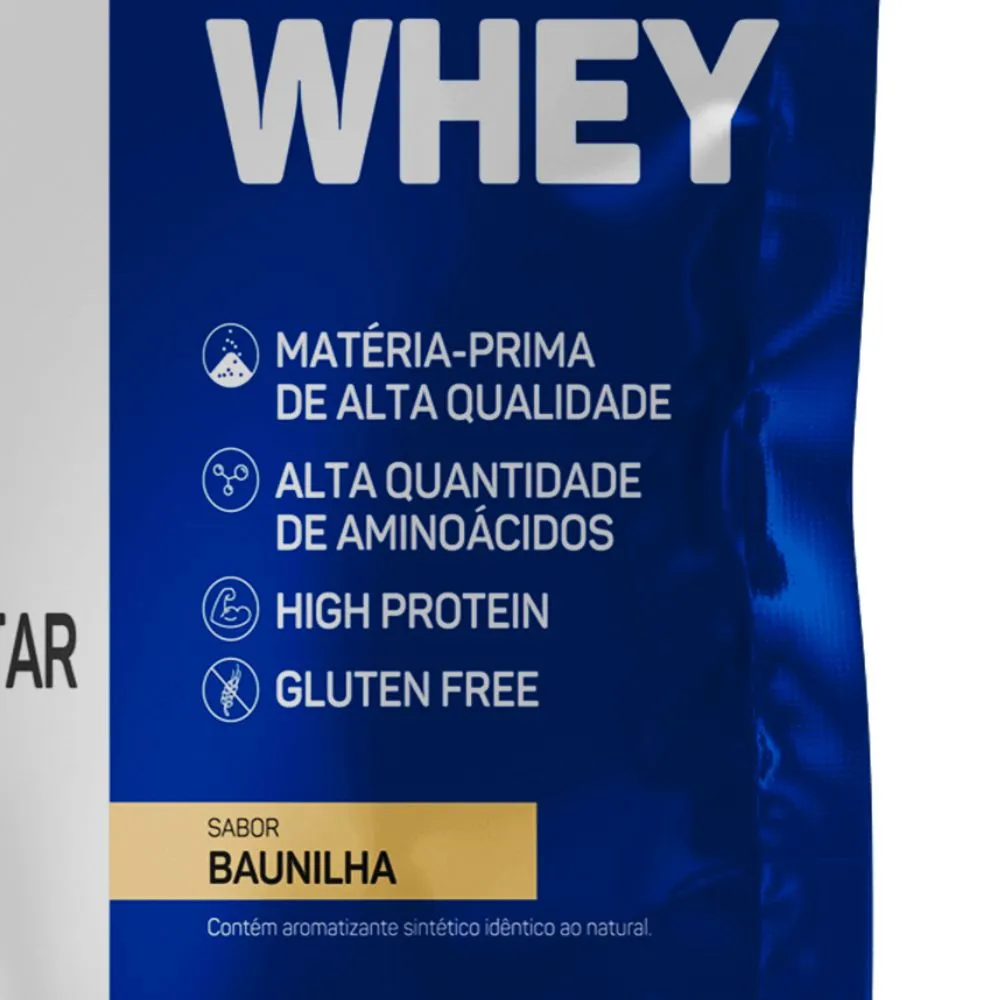 WHEY
MATÉRIA-PRIMA
DE ALTA QUALIDADE
ALTA QUANTIDADE
DE AMINOÁCIDOS
HIGH PROTEIN
GLUTEN FREE
TAR
SABOR
BAUNILHA
Contém aromatizante sintético idêntico ao natural.